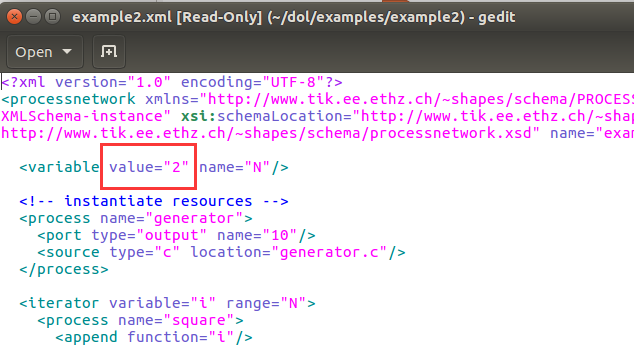 example2.xml [Read-Only] (~/dol/examples/example2) - gedit
Open
<?xml version="1.0" encoding="UTF-8"?>
<processnetwork xmlns="http://www.tik.ee.ethz.ch/~shapes/schema/PROCES
XMLSchema-instance" xsi:schemaLocation="http://www.tik.ee.ethz.ch/~shap
http://www.tik.ee.ethz.ch/~shapes/schema/processnetwork.xsd" name="exam
<variable value="2" name="N"/>
<!-- instantiate resources -->
<process name="generator">
<port type="output" name="10"/>
<source type="c" location="generator.c"/>
</process>
<iterator variable="i" range="N">
<process name="square">
<append function="i"/>